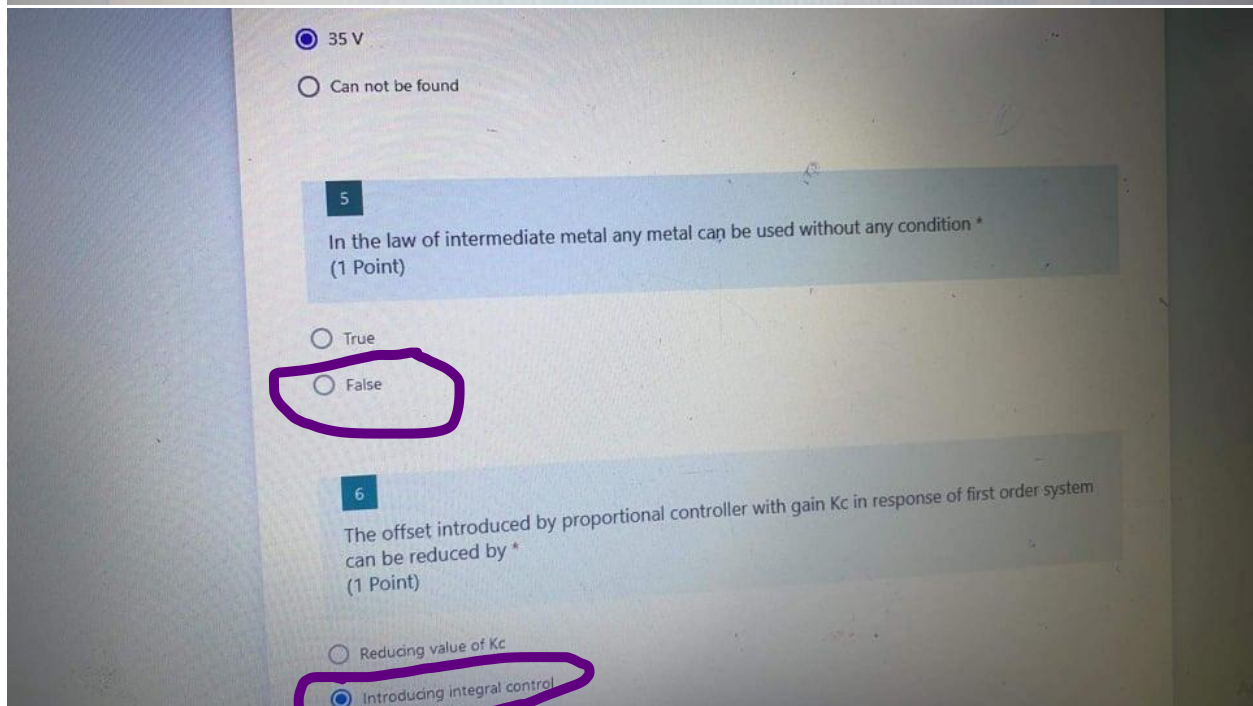 35 V
Can not be found
5
In the law of intermediate metal any metal can be used without any condition *
(1 Point)
True
False
6
The offset introduced by proportional controller with gain Kc in response of first order system
can be reduced by *
(1 Point)
Reducing value of Kc
Introducing integral control